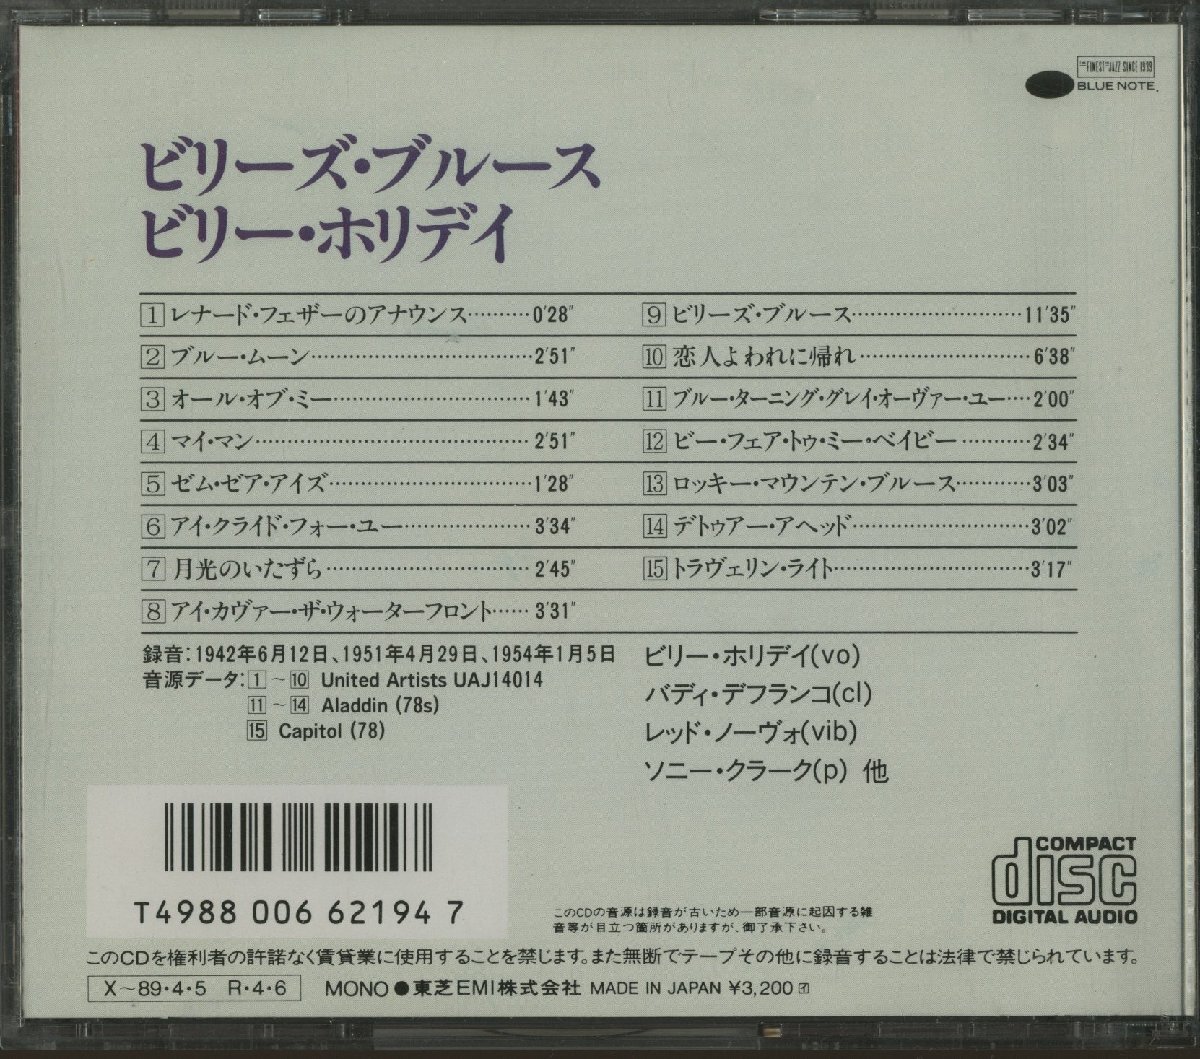 THE FINEST IN JAZZ SINCE 1939
BLUE NOTE
ビリーズ・ブルース
ビリー・ホリデイ
1 レナード・フェザーのアナウンス………0'28"
2 ブルー・ムーン……………………………2'51"
3 オール・オブ・ミー………………………1'43"
4 マイ・マン…………………………………2'51"
5 ゼム・ゼア・アイズ………………………1'28"
6 アイ・クライド・フォー・ユー…………3'34"
7 月光のいたずら……………………………2'45"
8 アイ・カヴァー・ザ・ウォーターフロント……3'31"
9 ビリーズ・ブルース……………………11'35"
10 恋人よわれに帰れ………………………6'38"
11 ブルー・ターニング・グレイ・オーヴァー・ユー…2'00"
12 ビー・フェア・トゥ・ミー・ベイビー………2'34"
13 ロッキー・マウンテン・ブルース………3'03"
14 デトゥアー・アヘッド……………………3'02"
15 トラヴェリン・ライト……………………3'17"
録音:1942年6月12日、1951年4月29日、1954年1月5日
音源データ:1~10 United Artists UAJ14014
11~14 Aladdin (78s)
15 Capitol (78)
ビリー・ホリデイ(vo)
バディ・デフランコ(cl)
レッド・ノーヴォ(vib)
ソニー・クラーク(p) 他
T4988 006 62194 7
COMPACT
disc
DIGITAL AUDIO
このCDの音源は録音が古いため一部音源に起因する雑
音等が目立つ箇所がありますが、御了承下さい。
このCDを権利者の許諾なく賃貸業に使用することを禁じます。また無断でテープその他に録音することは法律で禁じられています。
X~89・4・5 R・4・6 MONO ●東芝EMI株式会社 MADE IN JAPAN ¥3,200